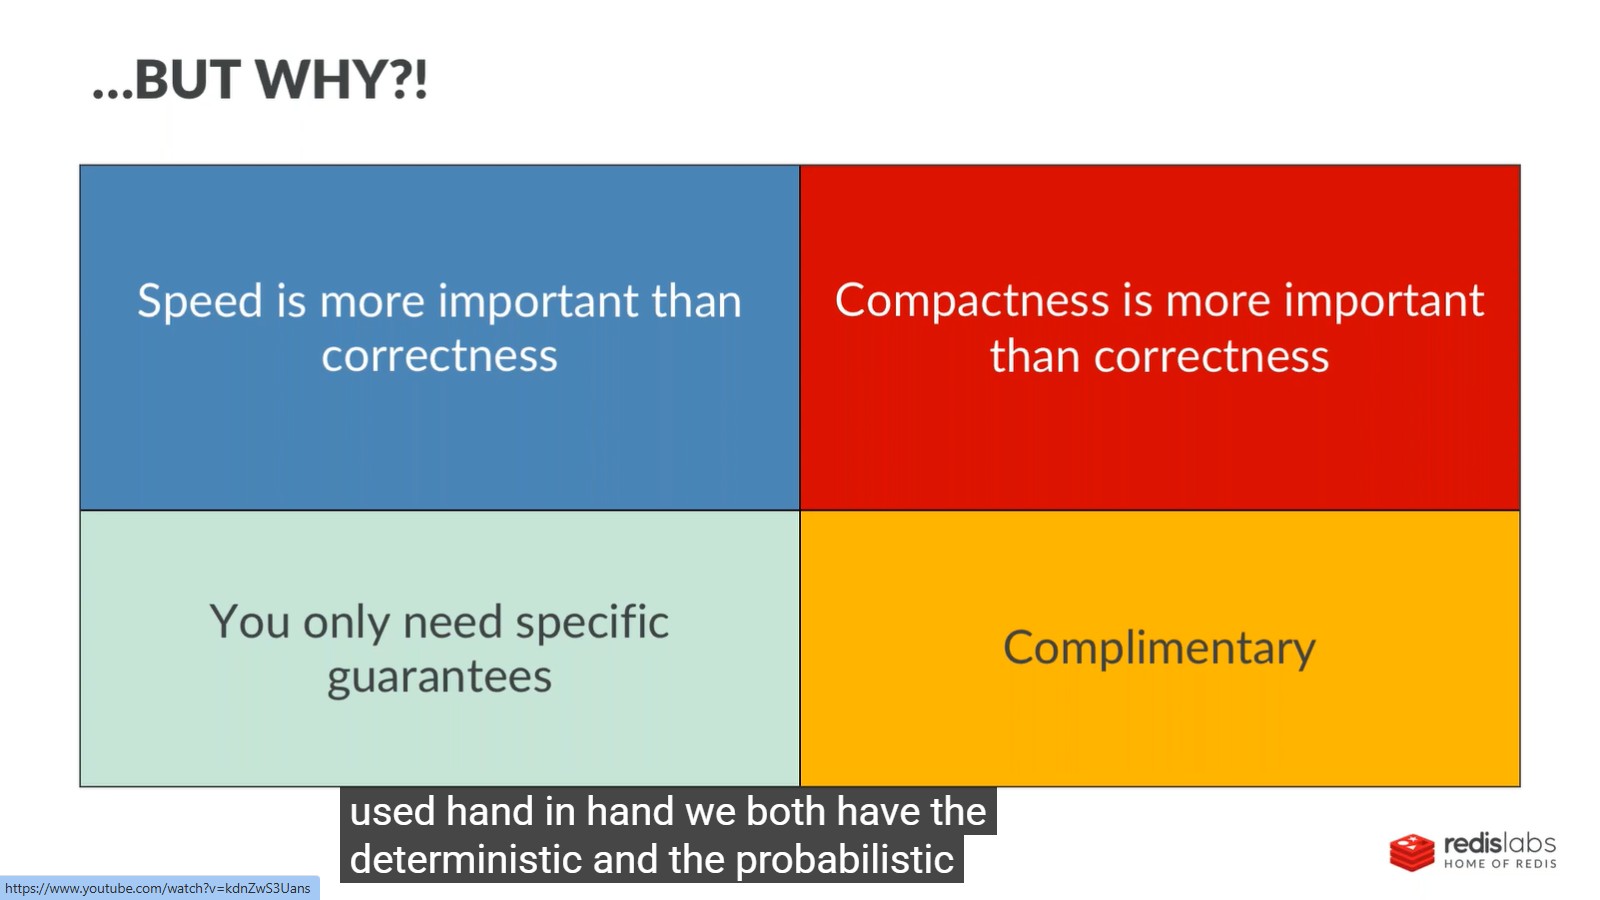 ...BUT WHY?!
Speed is more important than
correctness
Compactness is more important
than correctness
You only need specific
guarantees
Complimentary
used hand in hand we both have the
deterministic and the probabilistic
redislabs
HOME OF REDIS
https://www.youtube.com/watch?v=kdnZwS3Uans